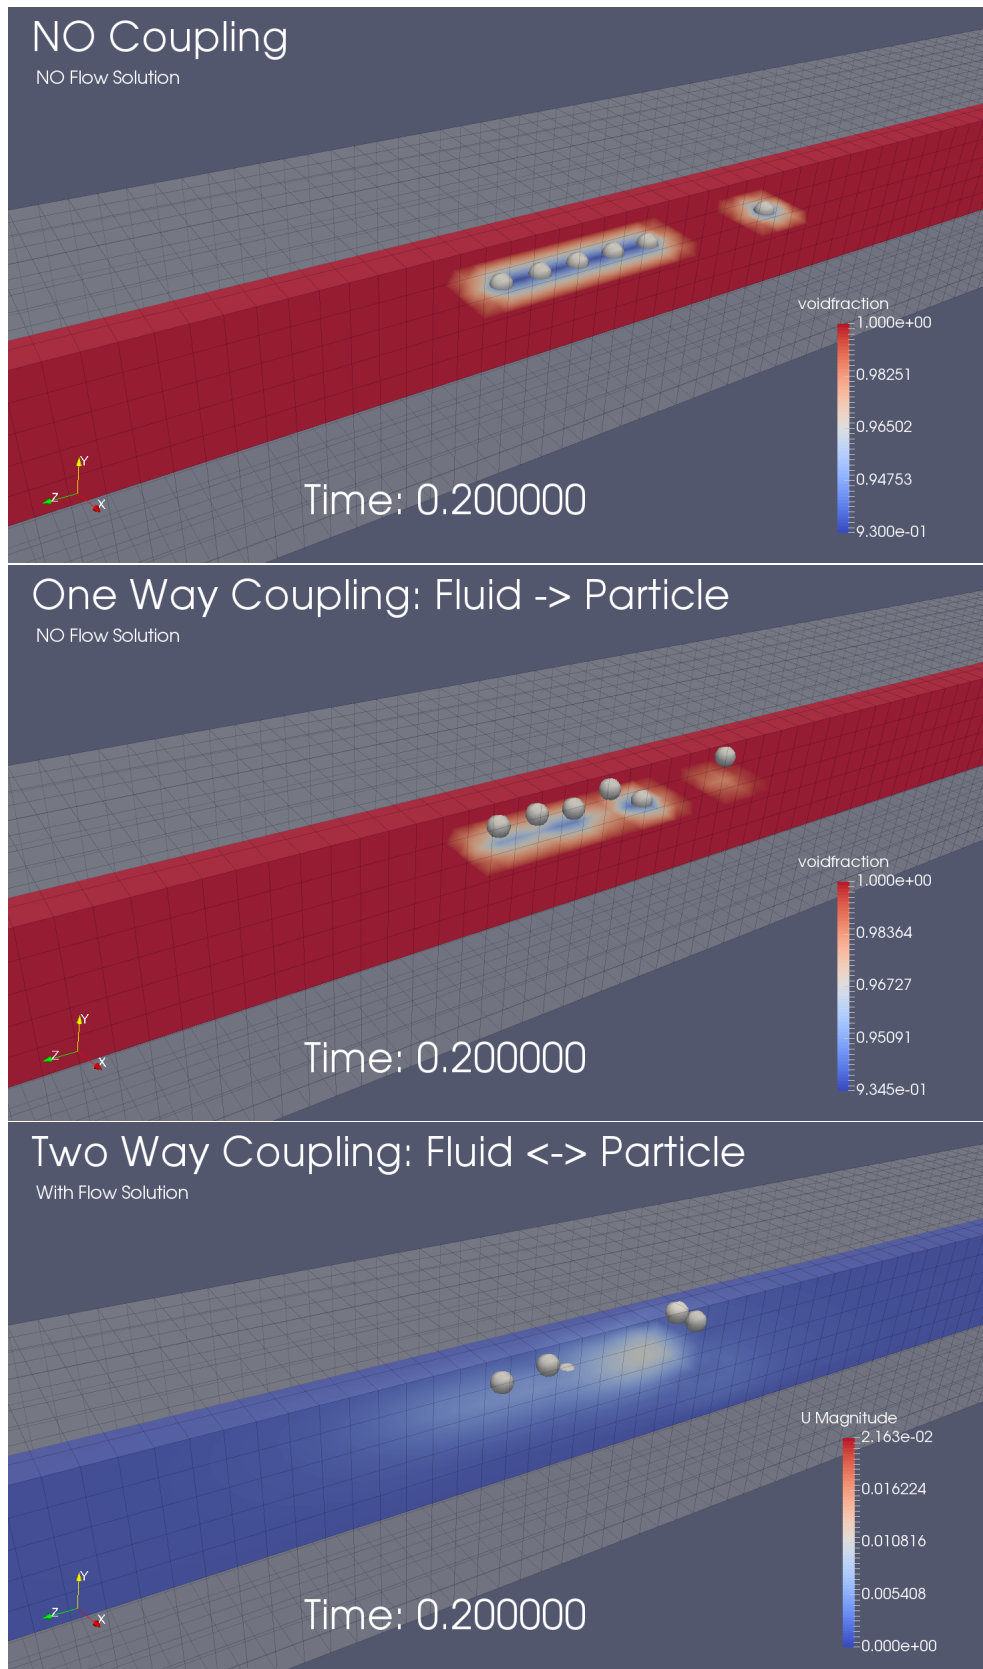 NO Coupling
NO Flow Solution
voidfraction
1.000e+00
0.98251
0.96502
0.94753
9.300e-01
Y
Z
X
Time: 0.200000
One Way Coupling: Fluid -> Particle
NO Flow Solution
voidfraction
1.000e+00
0.98364
0.96727
0.95091
9.345e-01
Y
Z
X
Time: 0.200000
Two Way Coupling: Fluid <-> Particle
With Flow Solution
U Magnitude
2.163e-02
0.016224
0.010816
0.005408
0.000e+00
Y
Z
X
Time: 0.200000